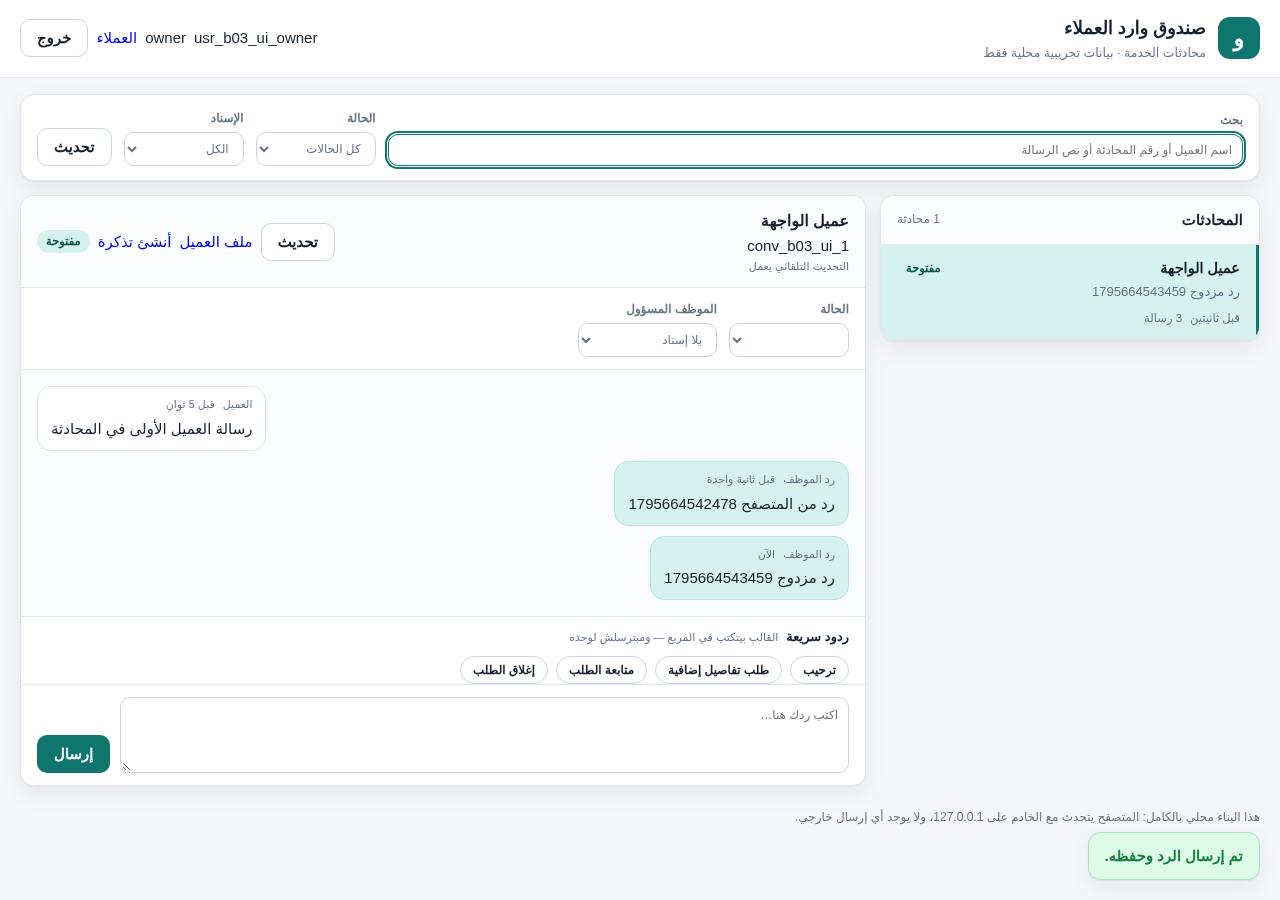 و
صندوق وارد العملاء
محادثات الخدمة · بيانات تجريبية محلية فقط
usr_b03_ui_owner owner العملاء خروج
بحث
اسم العميل أو رقم المحادثة أو نص الرسالة
الحالة
كل الحالات
الإسناد
الكل
تحديث
المحادثات
1 محادثة
عميل الواجهة
مفتوحة
رد مزدوج 1795664543459
قبل ثانيتين 3 رسالة
عميل الواجهة
conv_b03_ui_1
التحديث التلقائي يعمل
تحديث ملف العميل أنشئ تذكرة مفتوحة
الحالة
الموظف المسؤول
بلا إسناد
العميل قبل 5 ثوانٍ
رسالة العميل الأولى في المحادثة
رد الموظف قبل ثانية واحدة
رد من المتصفح 1795664542478
رد الموظف الآن
رد مزدوج 1795664543459
ردود سريعة القالب بيتكتب في المربع — ومبترسلش لوحده
ترحيب طلب تفاصيل إضافية متابعة الطلب إغلاق الطلب
اكتب ردك هنا…
إرسال
هذا البناء محلي بالكامل: المتصفح يتحدث مع الخادم على 127.0.0.1، ولا يوجد أي إرسال خارجي.
تم إرسال الرد وحفظه.